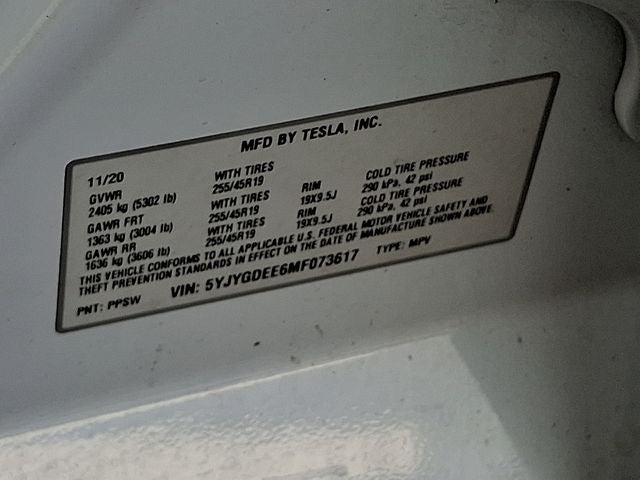 MFD BY TESLA, INC.
11/20
GVWR WITH TIRES
2405 kg (5302 lb) 255/45R19 RIM COLD TIRE PRESSURE
GAWR FRT WITH TIRES 19X9.5J 290 kPa, 42 psi
1363 kg (3004 lb) 255/45R19 RIM COLD TIRE PRESSURE
GAWR RR WITH TIRES 19X9.5J 290 kPa, 42 psi
1636 kg (3606 lb) 255/45R19
THIS VEHICLE CONFORMS TO ALL APPLICABLE U.S. FEDERAL MOTOR VEHICLE SAFETY AND
THEFT PREVENTION STANDARDS IN EFFECT ON THE DATE OF MANUFACTURE SHOWN ABOVE.
PNT: PPSW VIN: 5YJYGDEE6MF073617 TYPE: MPV